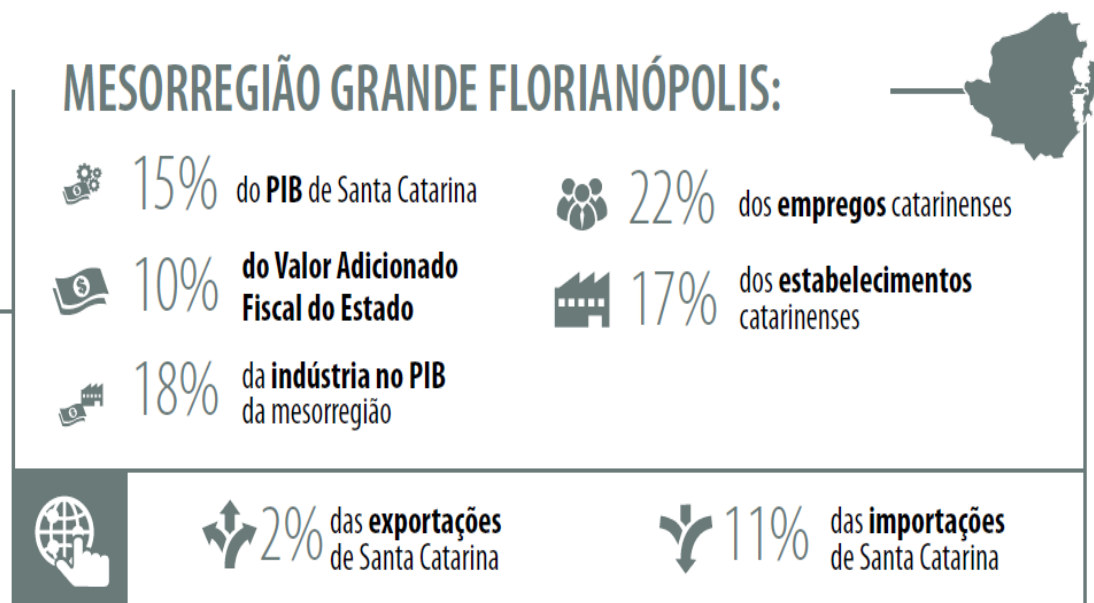 MESORREGIÃO GRANDE FLORIANÓPOLIS:
15% do PIB de Santa Catarina
10% do Valor Adicionado
Fiscal do Estado
18% da indústria no PIB
da mesorregião
22% dos empregos catarinenses
17% dos estabelecimentos
catarinenses
2% das exportações
de Santa Catarina
11% das importações
de Santa Catarina